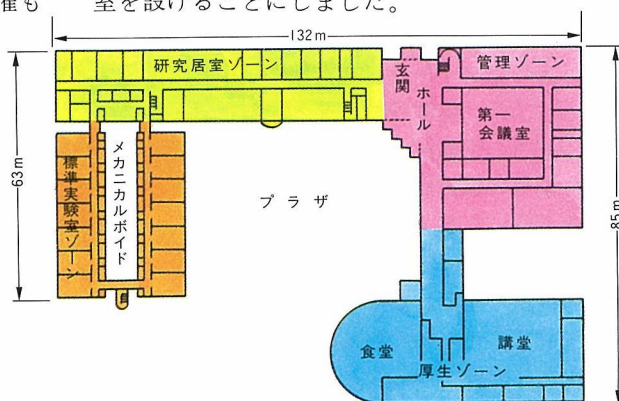 催も
室を設けることにしました。
132m
研究居室ゾーン
玄関
ホール
管理ゾーン
第一
会議室
63m
標準実験室ゾーン
メカニカルボイド
プラザ
85m
食堂
講堂
厚生ゾーン